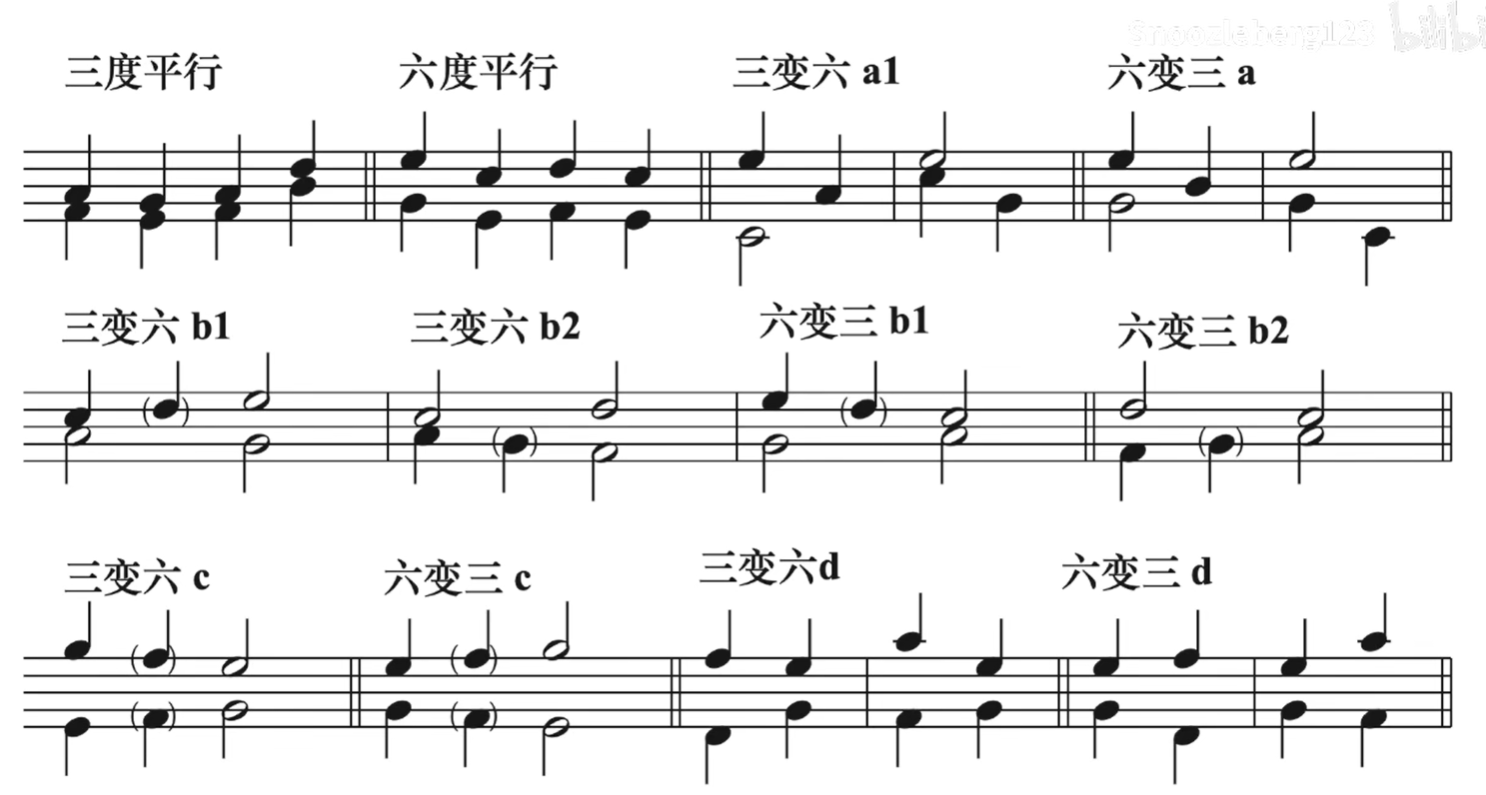 Snoozleberg123 bilibi
三度平行 六度平行 三变六 a1 六变三 a
三变六 b1 三变六 b2 六变三 b1 六变三 b2
三变六 c 六变三 c 三变六d 六变三 d